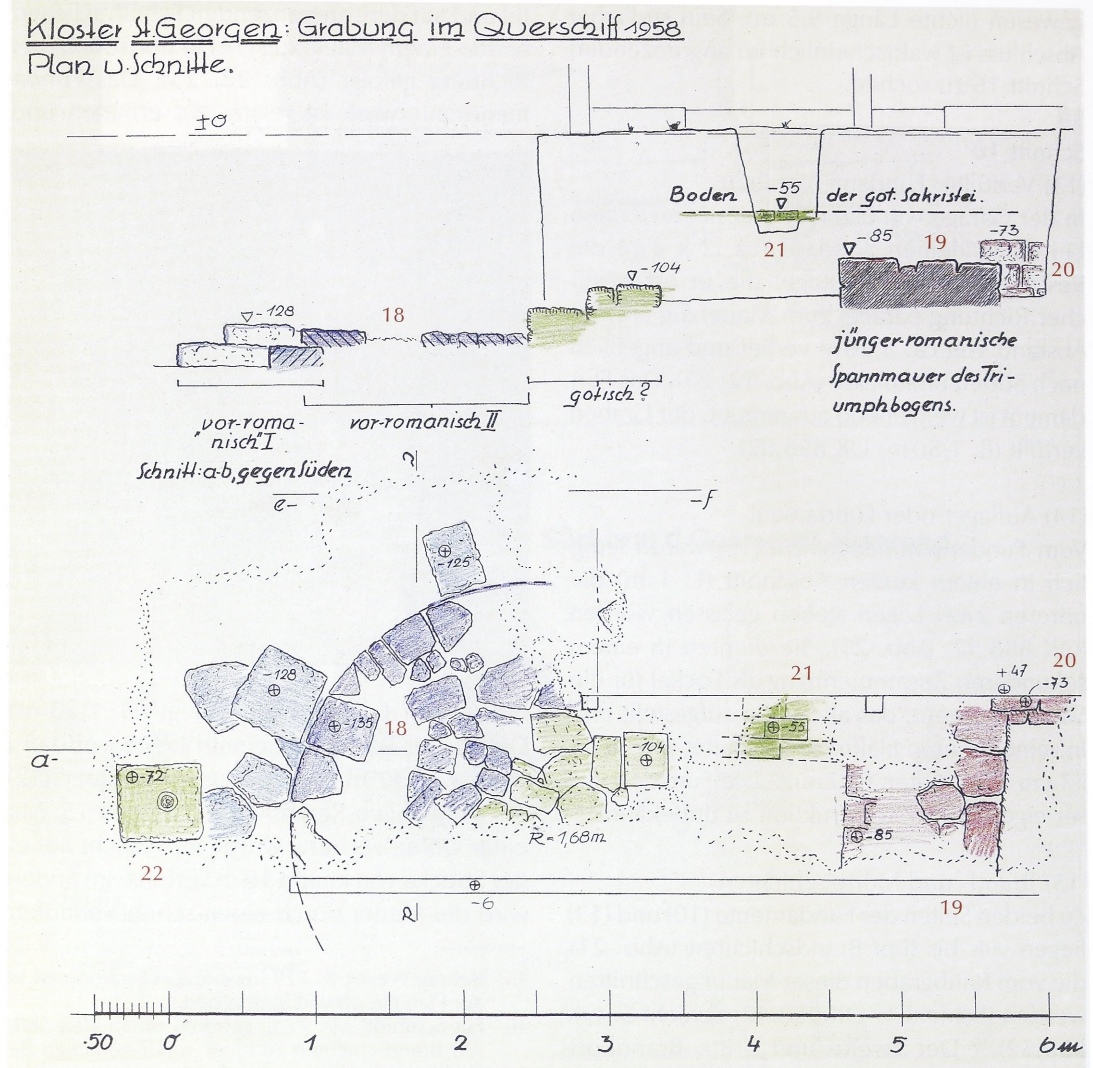 Kloster St.Georgen: Grabung im Querschiff 1958
Plan u.Schnitte.
±0
Boden -55 der got. Sakristei.
21
-85 19 -73
20
-104
-128 18
jünger-romanische
Spannmauer des Tri-
umphbogens.
gotisch?
"vor-roma-
nisch" I
vor-romanisch II
Schnitt: a-b, gegen Süden
e- -f
-125
-128
-135 18
a-
-72
22
21
-55
+47 -73 20
-104
-85
R=1,68m
-6
19
-50 0 1 2 3 4 5 6m